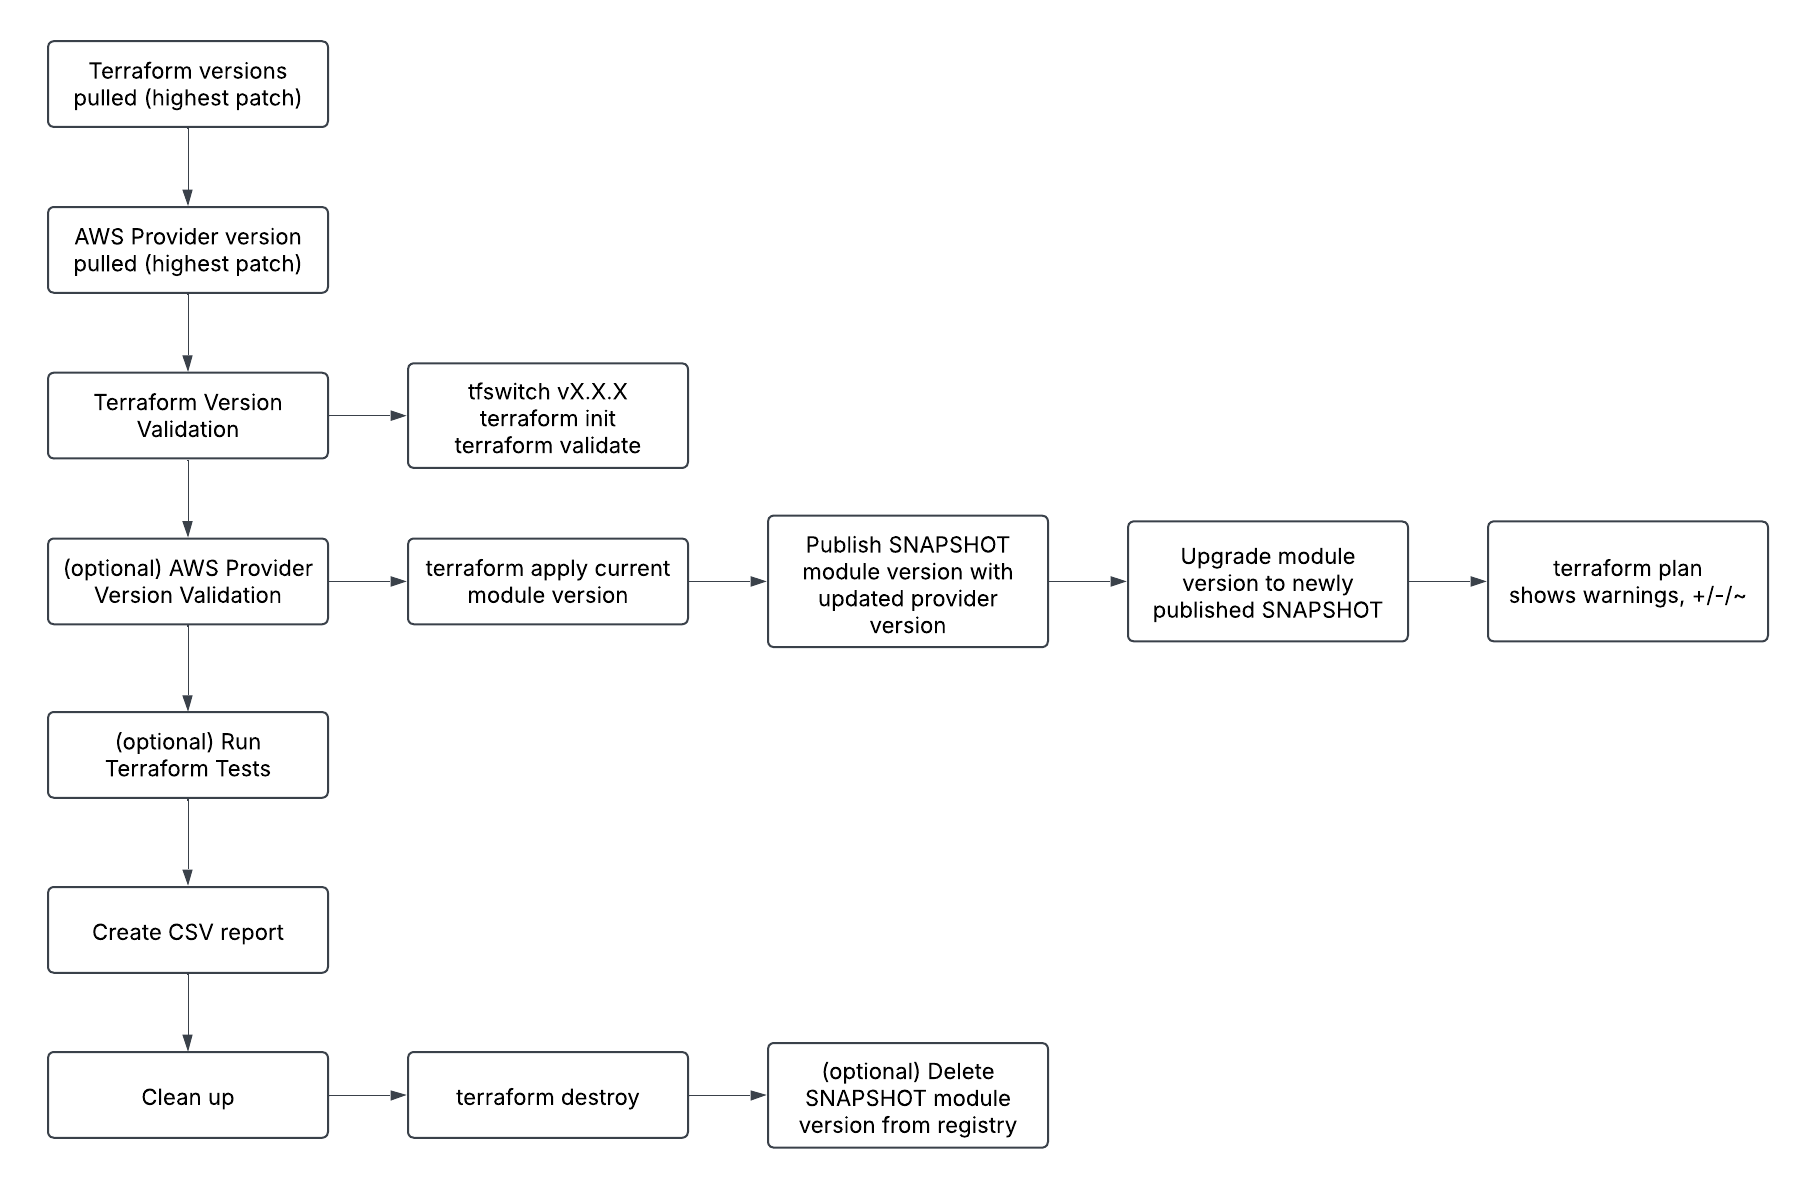 Terraform versions
pulled (highest patch)
AWS Provider version
pulled (highest patch)
Terraform Version
Validation
tfswitch vX.X.X
terraform init
terraform validate
(optional) AWS Provider
Version Validation
terraform apply current
module version
Publish SNAPSHOT
module version with
updated provider
version
Upgrade module
version to newly
published SNAPSHOT
terraform plan
shows warnings, +/-/~
(optional) Run
Terraform Tests
Create CSV report
Clean up
terraform destroy
(optional) Delete
SNAPSHOT module
version from registry